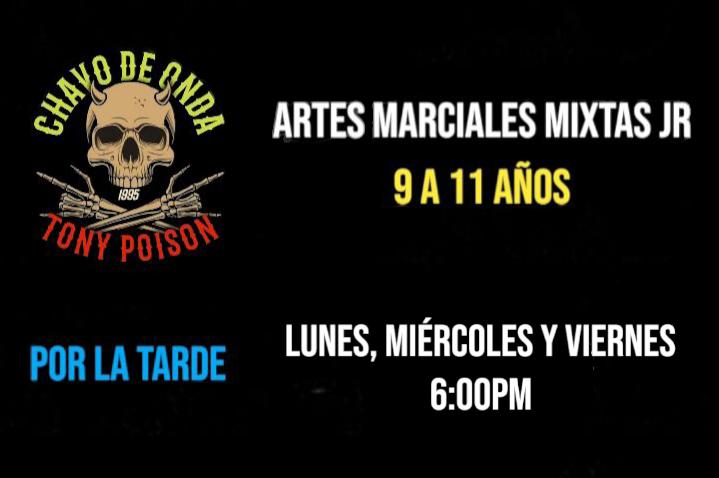 CHAVO DE ONDA
1995
TONY POISON
ARTES MARCIALES MIXTAS JR
9 A 11 AÑOS
POR LA TARDE
LUNES, MIÉRCOLES Y VIERNES
6:00PM